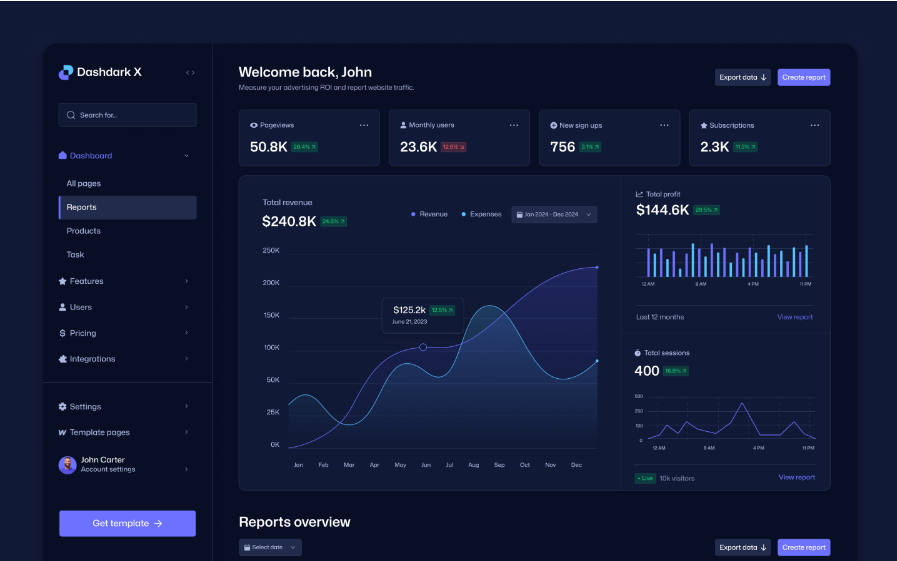 Dashdark X
Search for...
Dashboard
All pages
Reports
Products
Task
Features
Users
Pricing
Integrations
Settings
Template pages
John Carter
Account settings
Get template →
Welcome back, John
Measure your advertising ROI and report website traffic.
Export data ↓
Create report
Pageviews
50.8K 28.4%
Monthly users
23.6K 12.6%
New sign ups
756 3.1%
Subscriptions
2.3K 11.3%
Total revenue
$240.8K 24.6%
Revenue
Expenses
Jan 2024 - Dec 2024
250K
200K
150K
100K
50K
25K
0K
$125.2k 12.5%
June 21, 2023
Jan Feb Mar Apr May Jun Jul Aug Sep Oct Nov Dec
Total profit
$144.6K 28.5%
12 AM 8 AM 4 PM 11 PM
Last 12 months
View report
Total sessions
400 16.8%
500
250
100
0
12 AM 8 AM 4 PM 11 PM
Live 10k visitors
View report
Reports overview
Select date
Export data ↓
Create report